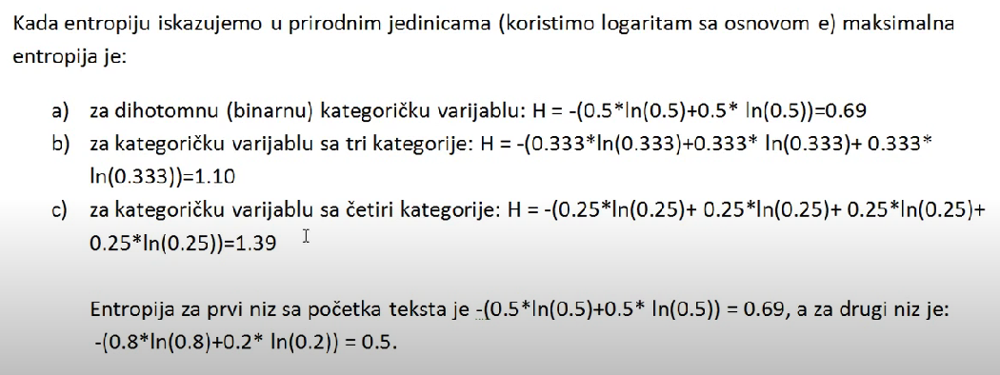 Kada entropiju iskazujemo u prirodnim jedinicama (koristimo logaritam sa osnovom e) maksimalna
entropija je:
a) za dihotomnu (binarnu) kategoričku varijablu: H = -(0.5*ln(0.5)+0.5* ln(0.5))=0.69
b) za kategoričku varijablu sa tri kategorije: H = -(0.333*ln(0.333)+0.333* ln(0.333)+ 0.333*
ln(0.333))=1.10
c) za kategoričku varijablu sa četiri kategorije: H = -(0.25*ln(0.25)+ 0.25*ln(0.25)+ 0.25*ln(0.25)+
0.25*ln(0.25))=1.39
Entropija za prvi niz sa početka teksta je -(0.5*ln(0.5)+0.5* ln(0.5)) = 0.69, a za drugi niz je:
-(0.8*ln(0.8)+0.2* ln(0.2)) = 0.5.